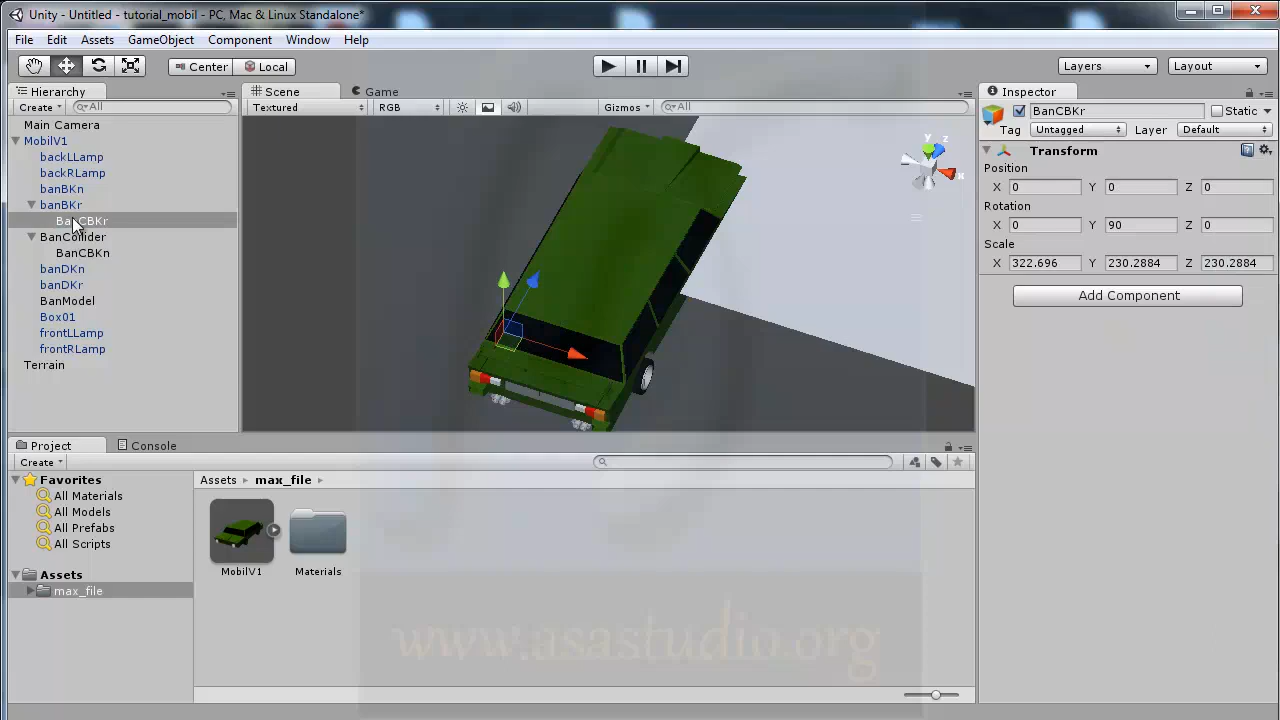 Unity - Untitled - tutorial_mobil - PC, Mac & Linux Standalone*
File Edit Assets GameObject Component Window Help
Center Local Layers Layout
Hierarchy Scene Game Inspector
Create All Textured RGB Gizmos All BanCBKr Static
Tag Untagged Layer Default
Main Camera
MobilV1
backLLamp
backRLamp
banBKn
banBKr
BanCBKr
BanCollider
BanCBKn
banDKn
banDKr
BanModel
Box01
frontLLamp
frontRLamp
Terrain
y z
x
Transform
Position
X 0 Y 0 Z 0
Rotation
X 0 Y 90 Z 0
Scale
X 322.696 Y 230.2884 Z 230.2884
Add Component
Project Console
Create
Favorites
All Materials
All Models
All Prefabs
All Scripts
Assets
max_file
Assets max_file
MobilV1 Materials
www.asastudio.org